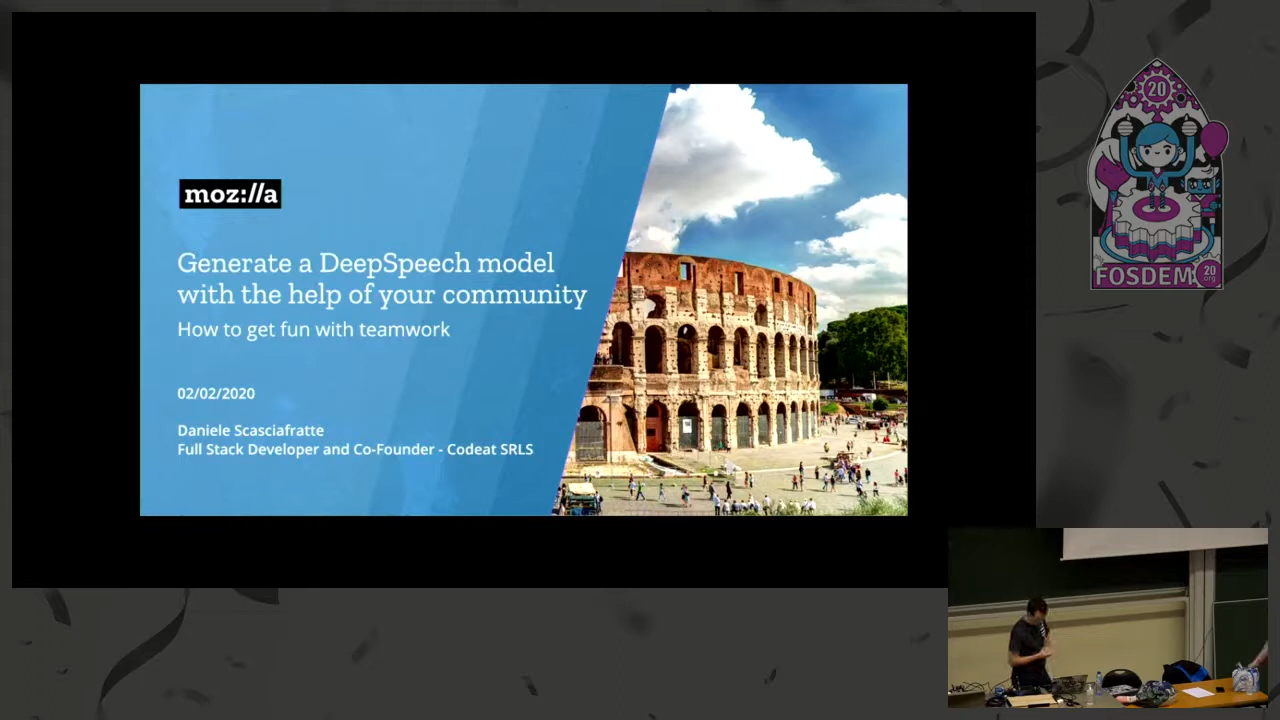 moz://a
Generate a DeepSpeech model
with the help of your community
How to get fun with teamwork
02/02/2020
Daniele Scasciafratte
Full Stack Developer and Co-Founder - Codeat SRLS
20
FOSDEM
20
.org